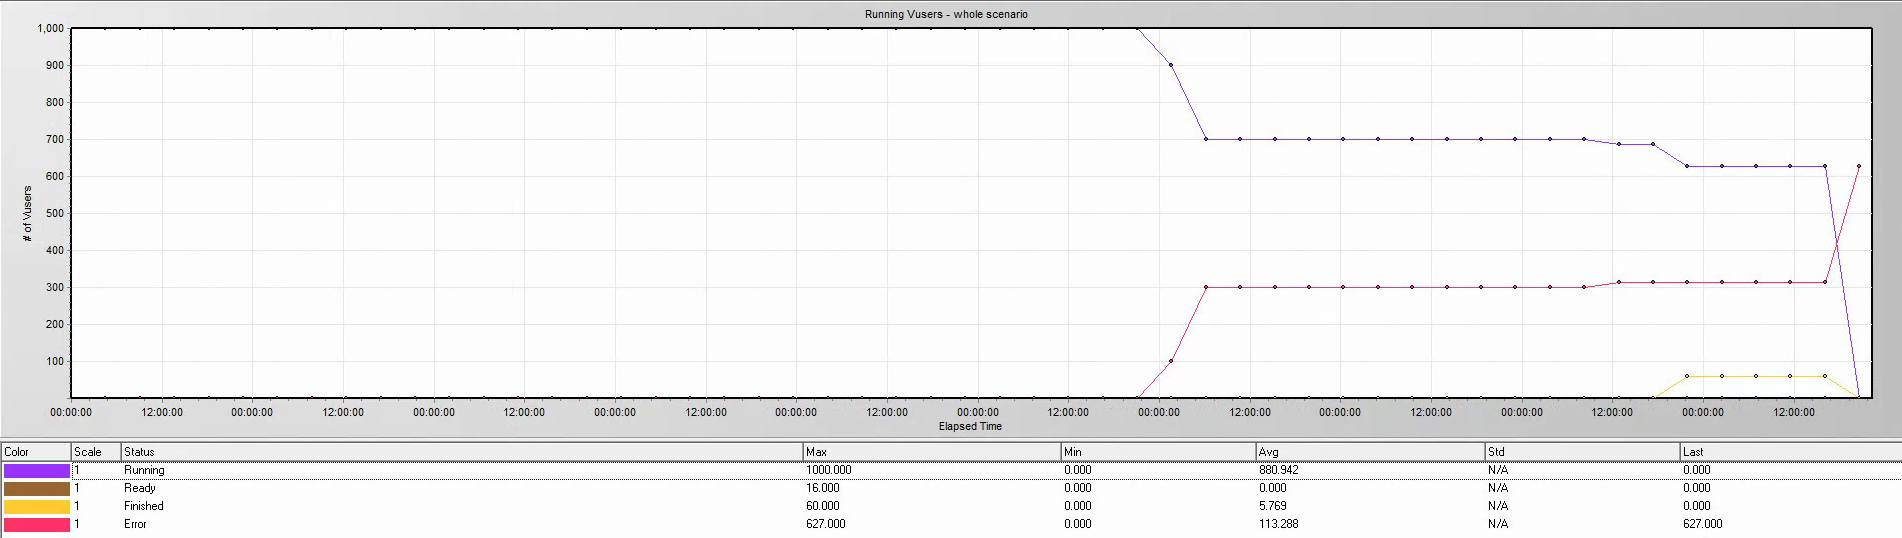 Running Vusers - whole scenario
1,000
900
800
700
600
500
400
300
200
100
# of Vusers
00:00:00 12:00:00 00:00:00 12:00:00 00:00:00 12:00:00 00:00:00 12:00:00 00:00:00 12:00:00 00:00:00 12:00:00 00:00:00 12:00:00 00:00:00 12:00:00 00:00:00 12:00:00 00:00:00 12:00:00
Elapsed Time
Color Scale Status Max Min Avg Std Last
1 Running 1000.000 0.000 880.942 N/A 0.000
1 Ready 16.000 0.000 0.000 N/A 0.000
1 Finished 60.000 0.000 5.769 N/A 0.000
1 Error 627.000 0.000 113.288 N/A 627.000